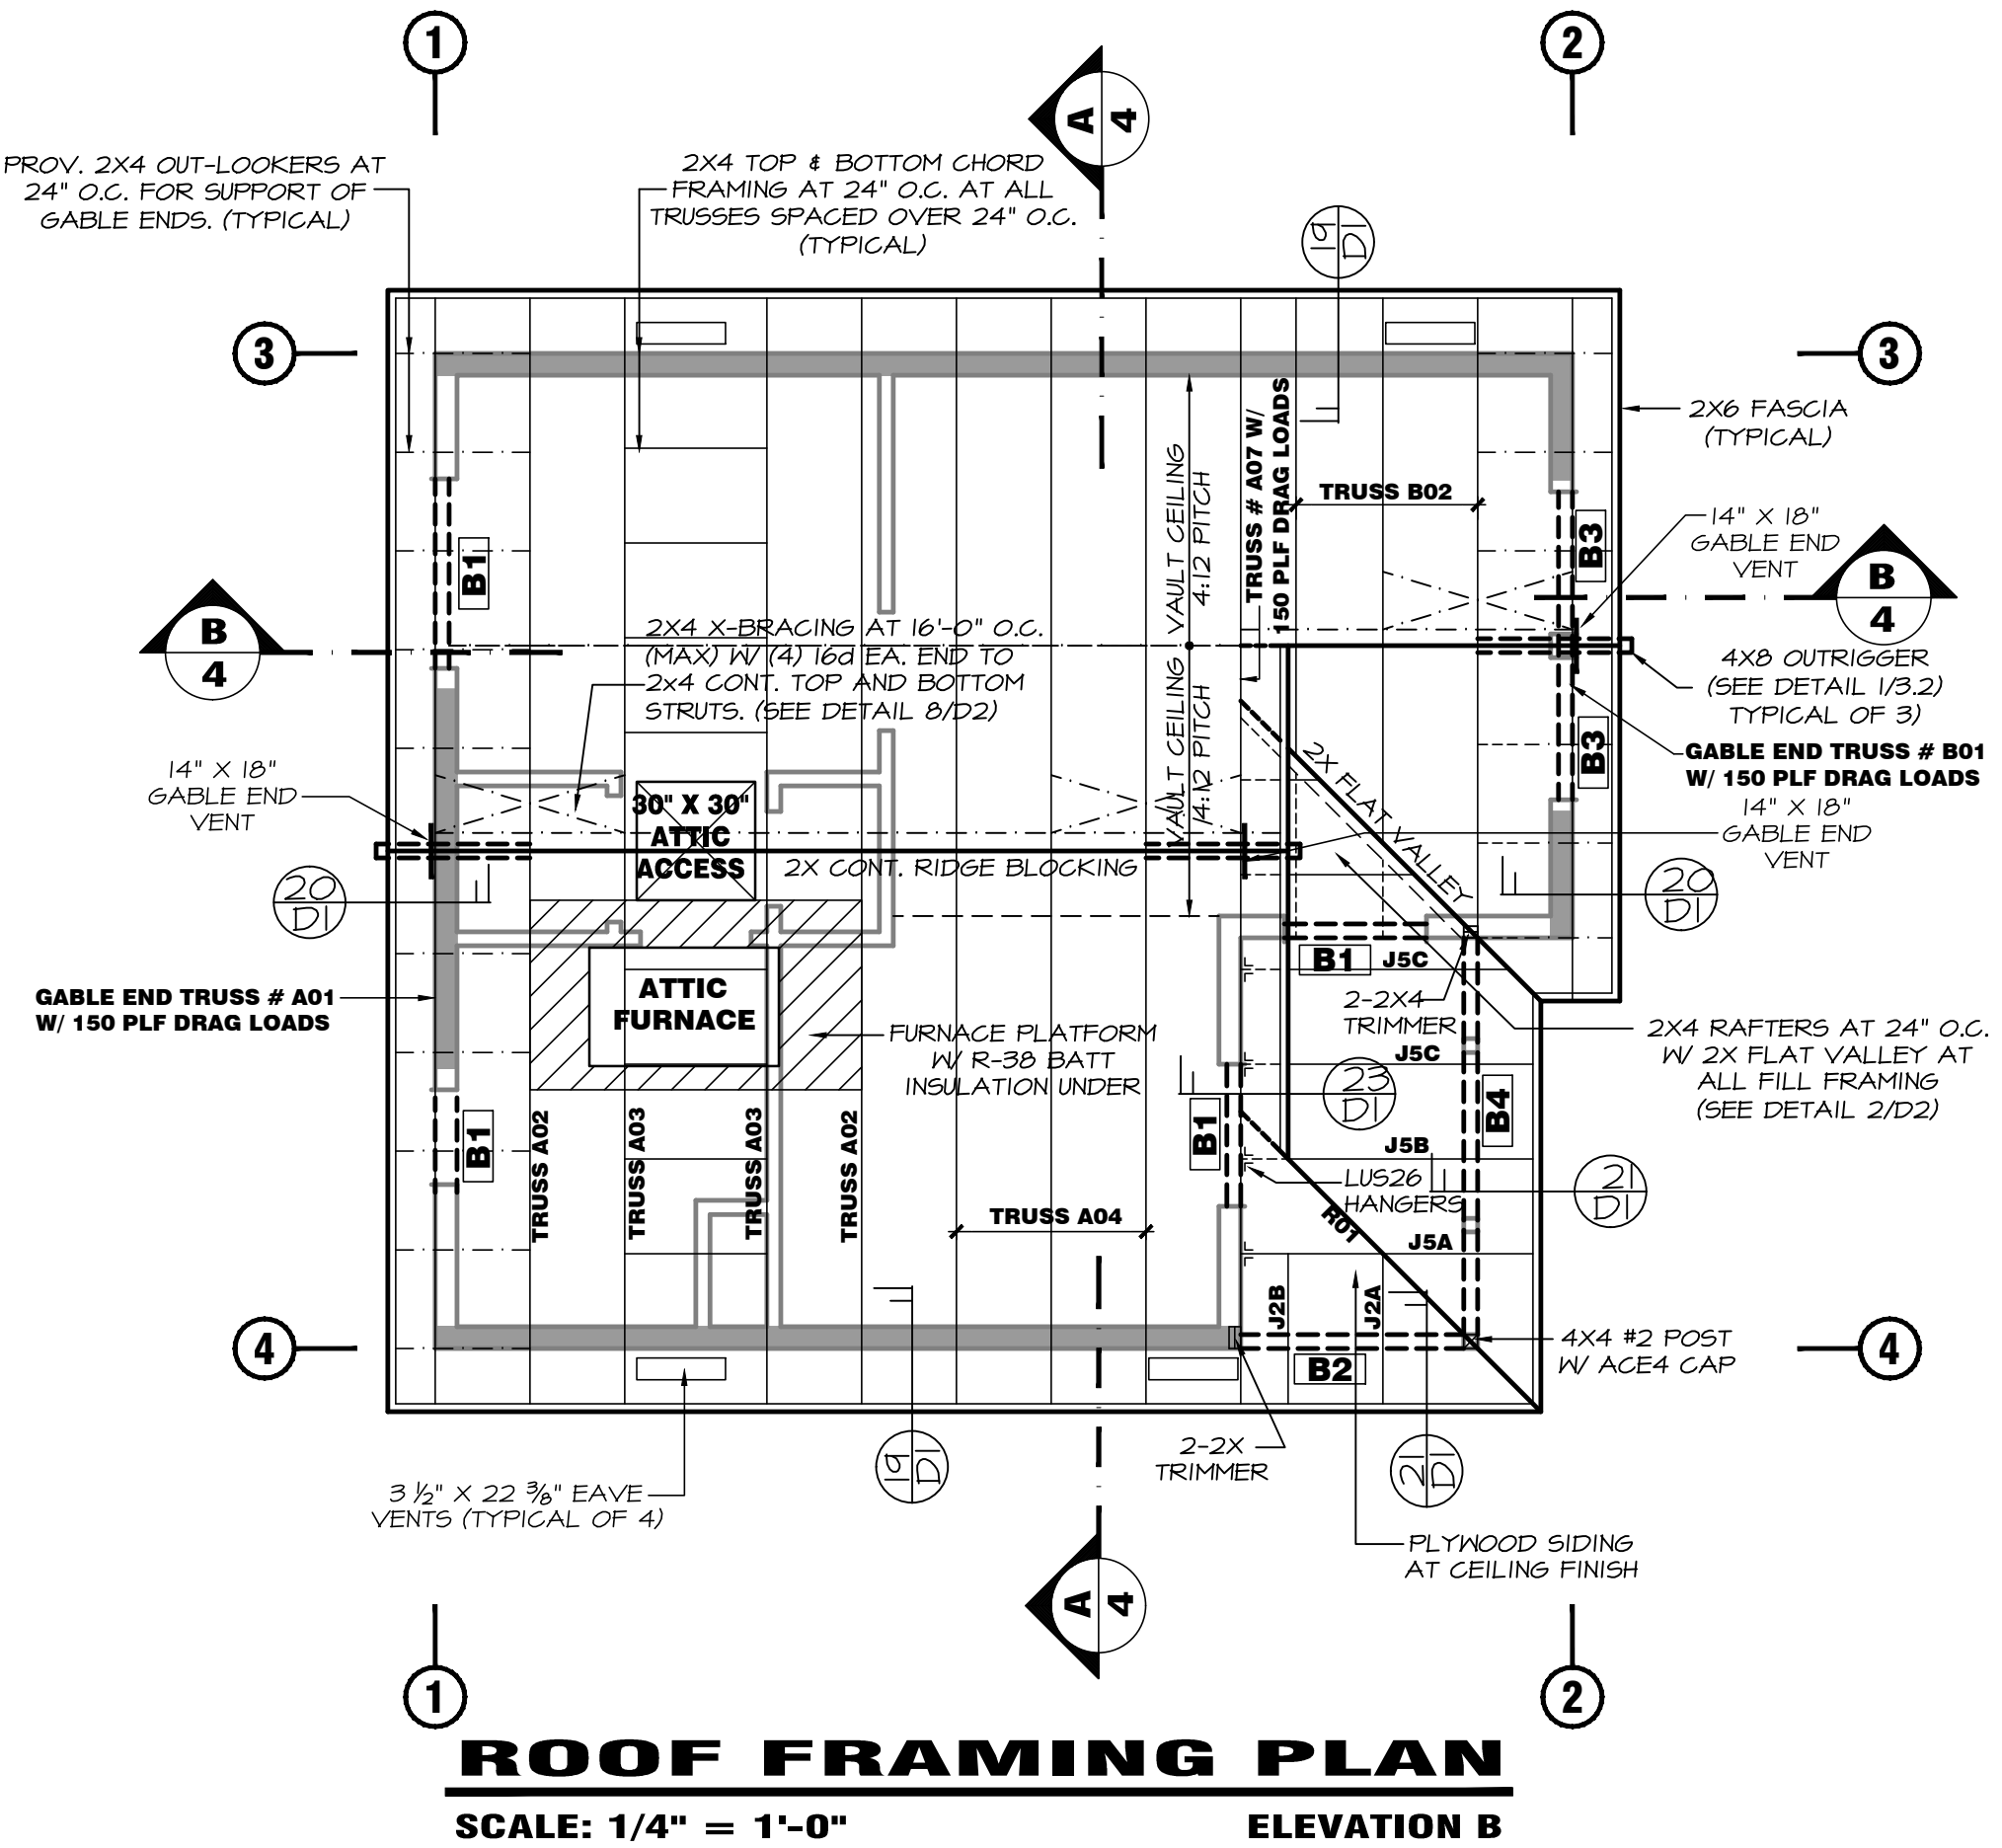 1
2
A
4
PROV. 2X4 OUT-LOOKERS AT
24" O.C. FOR SUPPORT OF
GABLE ENDS. (TYPICAL)
2X4 TOP & BOTTOM CHORD
FRAMING AT 24" O.C. AT ALL
TRUSSES SPACED OVER 24" O.C.
(TYPICAL)
19
D1
3
3
2X6 FASCIA
(TYPICAL)
TRUSS # A07 W/
150 PLF DRAG LOADS
VAULT CEILING
4:12 PITCH
VAULT CEILING
4:12 PITCH
TRUSS B02
14" X 18"
GABLE END
VENT
B1
B3
B3
B
4
B
4
2X4 X-BRACING AT 16'-0" O.C.
(MAX) W/ (4) 16d EA. END TO
2x4 CONT. TOP AND BOTTOM
STRUTS. (SEE DETAIL 8/D2)
4X8 OUTRIGGER
(SEE DETAIL 1/3.2)
TYPICAL OF 3)
GABLE END TRUSS # B01
W/ 150 PLF DRAG LOADS
14" X 18"
GABLE END
VENT
14" X 18"
GABLE END
VENT
30" X 30"
ATTIC
ACCESS
2X CONT. RIDGE BLOCKING
2X FLAT VALLEY
20
D1
20
D1
GABLE END TRUSS # A01
W/ 150 PLF DRAG LOADS
ATTIC
FURNACE
FURNACE PLATFORM
W/ R-38 BATT
INSULATION UNDER
B1
J5C
2-2X4
TRIMMER
J5C
2X4 RAFTERS AT 24" O.C.
W/ 2X FLAT VALLEY AT
ALL FILL FRAMING
(SEE DETAIL 2/D2)
23
D1
B1
B1
B4
TRUSS A02
TRUSS A03
TRUSS A03
TRUSS A02
J5B
LUS26
HANGERS
21
D1
TRUSS A04
R01
J5A
J2B
J2A
4
4
B2
4X4 #2 POST
W/ ACE4 CAP
2-2X
TRIMMER
19
D1
21
D1
3 ½" X 22 ⅜" EAVE
VENTS (TYPICAL OF 4)
PLYWOOD SIDING
AT CEILING FINISH
A
4
1
2
ROOF FRAMING PLAN
SCALE: 1/4" = 1'-0"
ELEVATION B